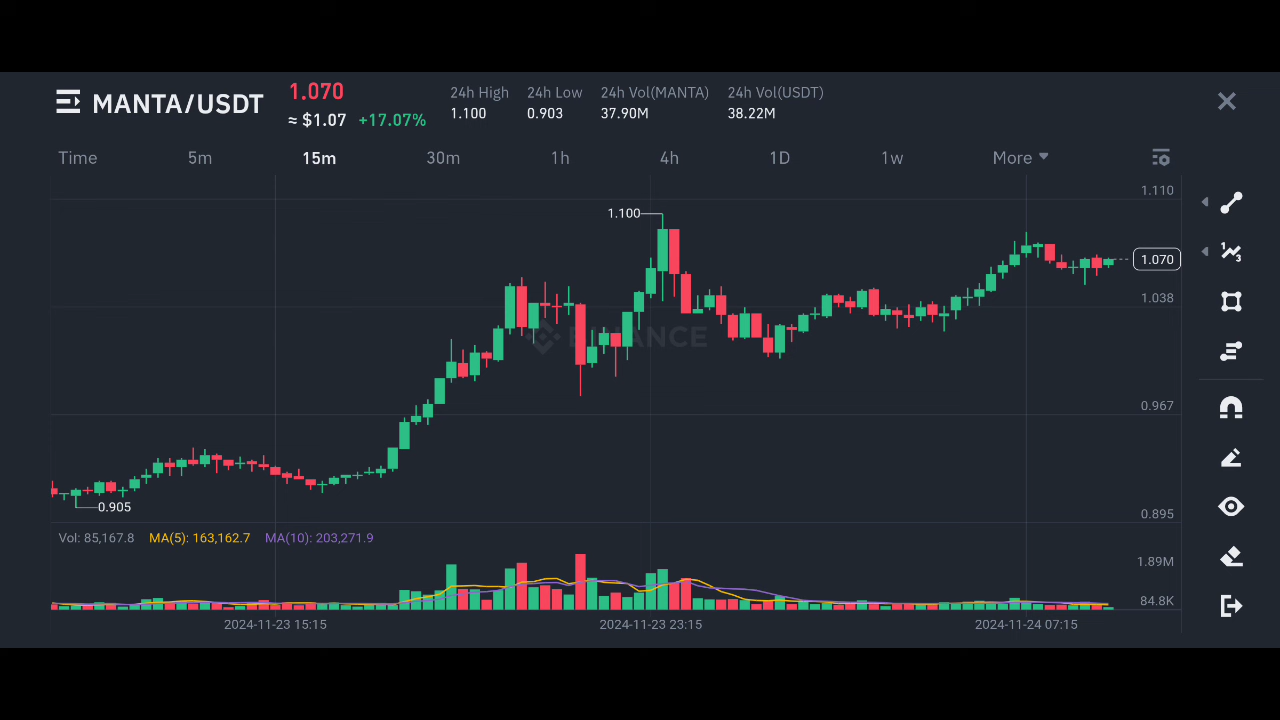 MANTA/USDT
1.070
≈ $1.07 +17.07%
24h High 24h Low 24h Vol(MANTA) 24h Vol(USDT)
1.100 0.903 37.90M 38.22M
Time 5m 15m 30m 1h 4h 1D 1w More
1.110
1.100
1.070
1.038
BINANCE
0.967
0.905
0.895
Vol: 85,167.8 MA(5): 163,162.7 MA(10): 203,271.9
1.89M
84.8K
2024-11-23 15:15 2024-11-23 23:15 2024-11-24 07:15